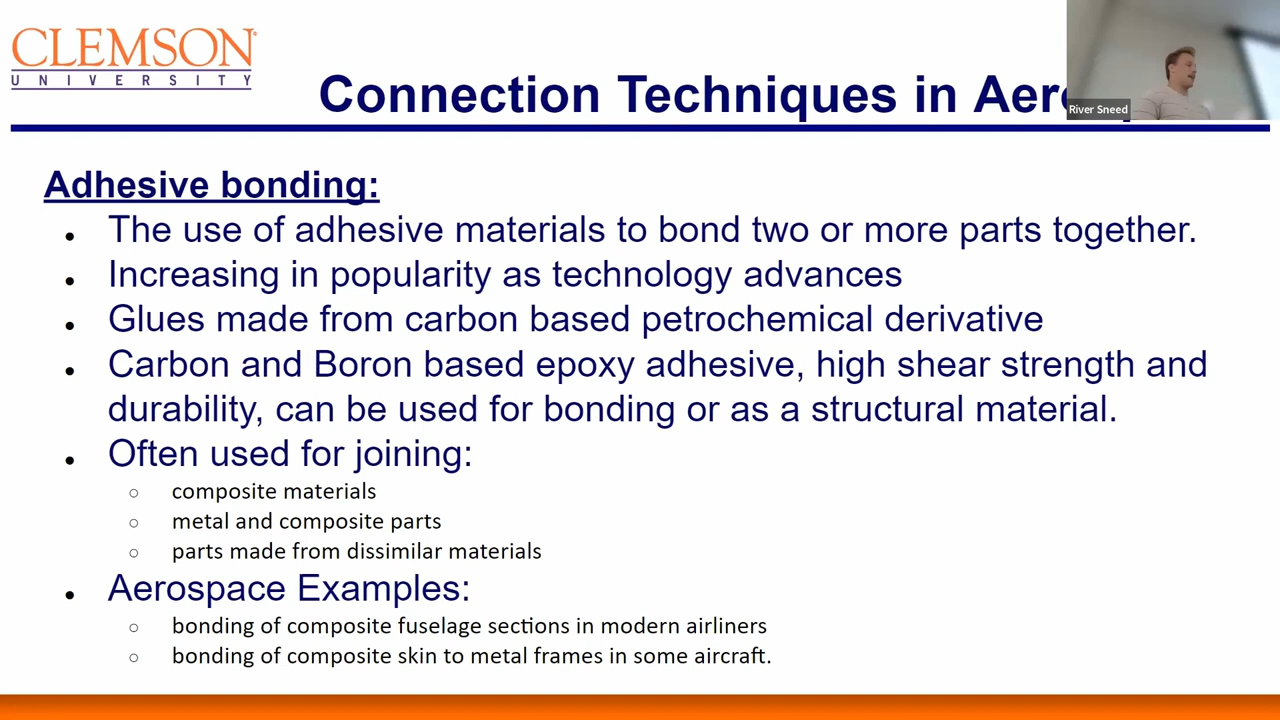 CLEMSON
UNIVERSITY
Connection Techniques in
River Sneed
Adhesive bonding:
• The use of adhesive materials to bond two or more parts together.
• Increasing in popularity as technology advances
• Glues made from carbon based petrochemical derivative
• Carbon and Boron based epoxy adhesive, high shear strength and
durability, can be used for bonding or as a structural material.
• Often used for joining:
○ composite materials
○ metal and composite parts
○ parts made from dissimilar materials
• Aerospace Examples:
○ bonding of composite fuselage sections in modern airliners
○ bonding of composite skin to metal frames in some aircraft.